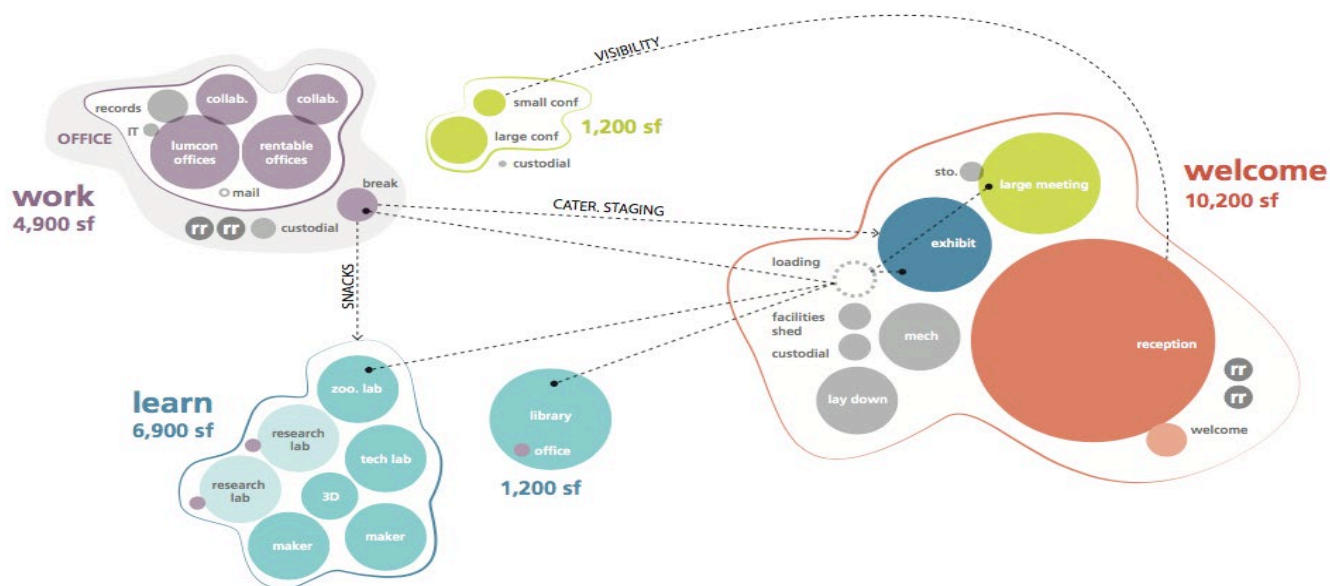 VISIBILITY
collab.
collab.
records
IT
OFFICE
lumcon
offices
rentable
offices
mail
work
4,900 sf
break
rr
rr
custodial
small conf
large conf
1,200 sf
custodial
CATER, STAGING
SNACKS
welcome
10,200 sf
sto.
large meeting
exhibit
loading
facilities
shed
custodial
mech
lay down
reception
rr
rr
welcome
learn
6,900 sf
zoo. lab
research
lab
tech lab
research
lab
3D
maker
maker
library
office
1,200 sf